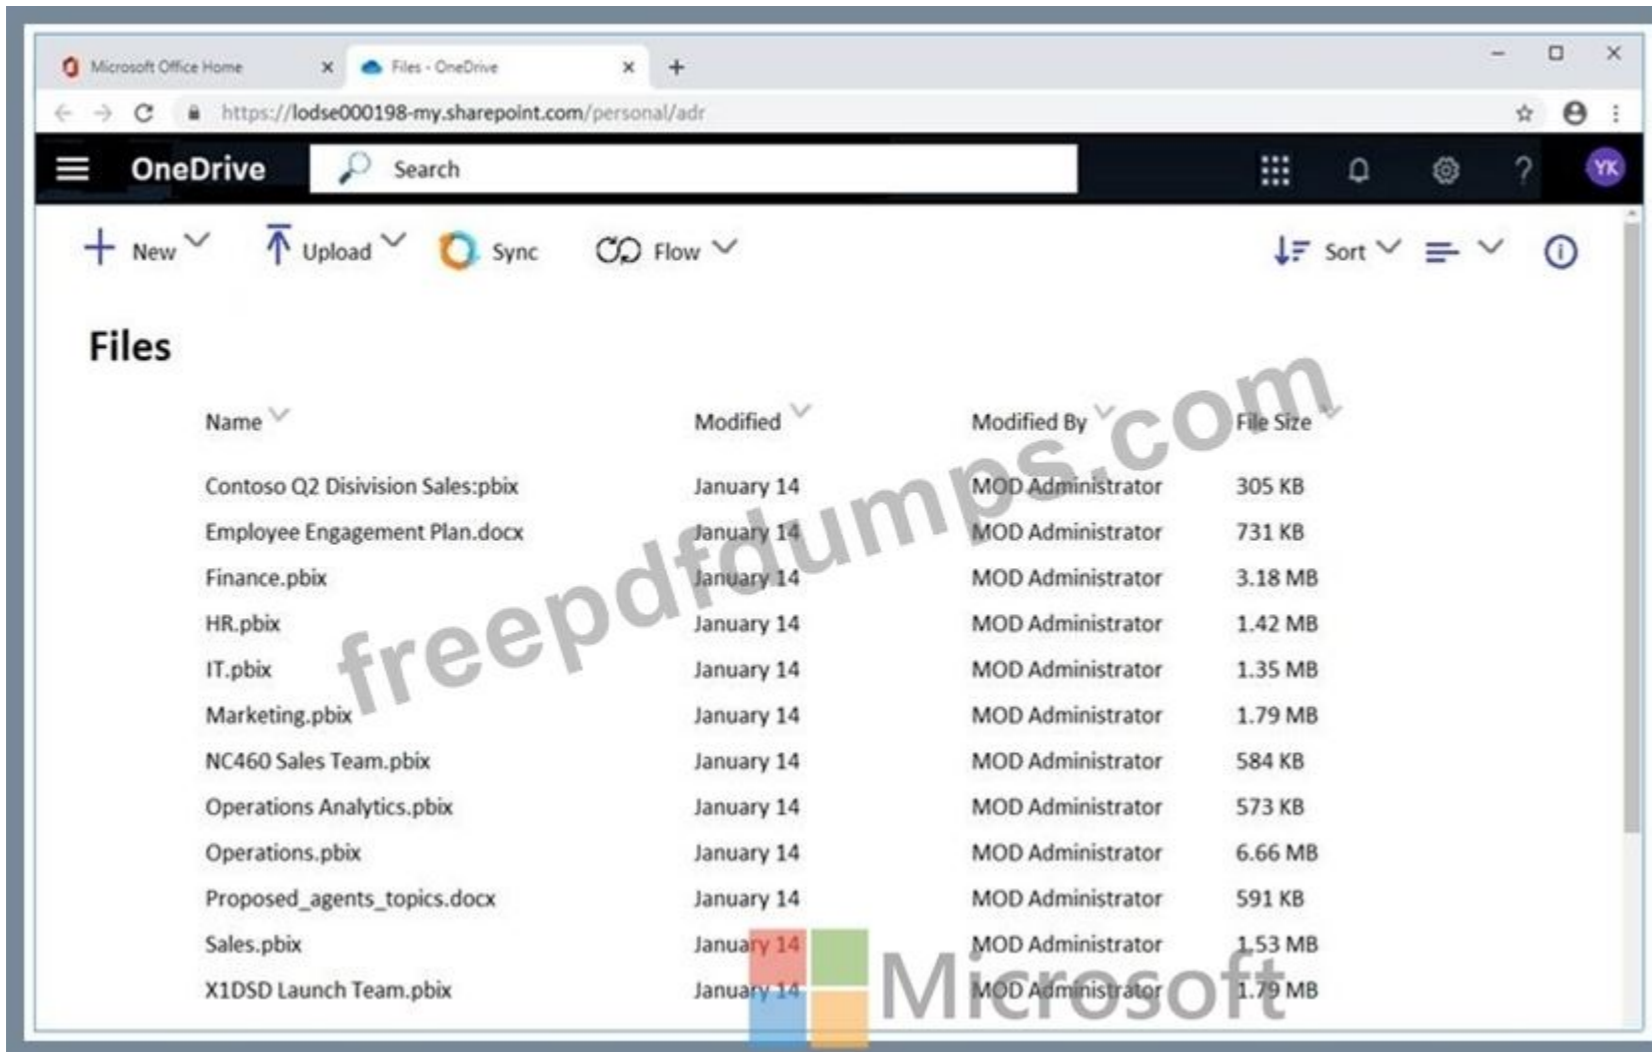 Microsoft Office Home
Files - OneDrive
https://lodse000198-my.sharepoint.com/personal/adr
OneDrive
Search
?
YK
New
Upload
Sync
Flow
Sort
Files
Name Modified Modified By File Size
Contoso Q2 Disivision Sales:pbix January 14 MOD Administrator 305 KB
Employee Engagement Plan.docx January 14 MOD Administrator 731 KB
Finance.pbix January 14 MOD Administrator 3.18 MB
HR.pbix January 14 MOD Administrator 1.42 MB
IT.pbix January 14 MOD Administrator 1.35 MB
Marketing.pbix January 14 MOD Administrator 1.79 MB
NC460 Sales Team.pbix January 14 MOD Administrator 584 KB
Operations Analytics.pbix January 14 MOD Administrator 573 KB
Operations.pbix January 14 MOD Administrator 6.66 MB
Proposed_agents_topics.docx January 14 MOD Administrator 591 KB
Sales.pbix January 14 MOD Administrator 1.53 MB
X1DSD Launch Team.pbix January 14 MOD Administrator 1.79 MB
freepdfdumps.com
Microsoft